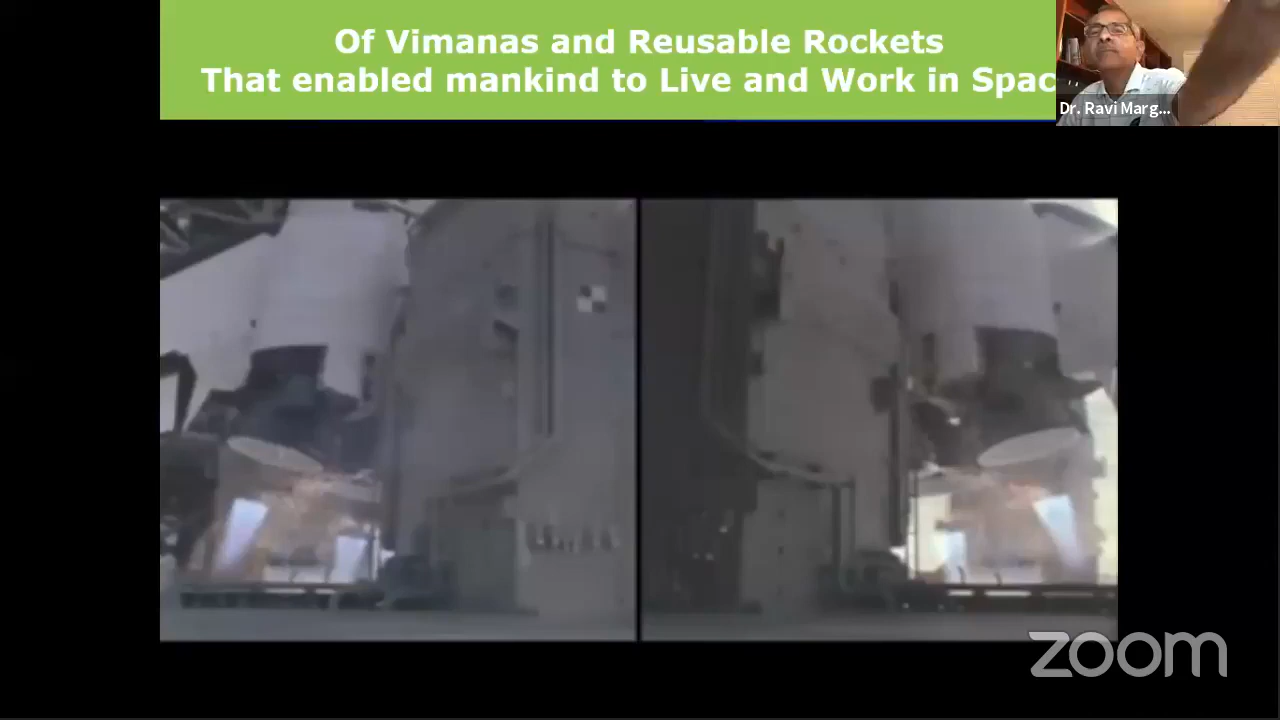 Of Vimanas and Reusable Rockets
That enabled mankind to Live and Work in Spac
Dr. Ravi Marg...
zoom